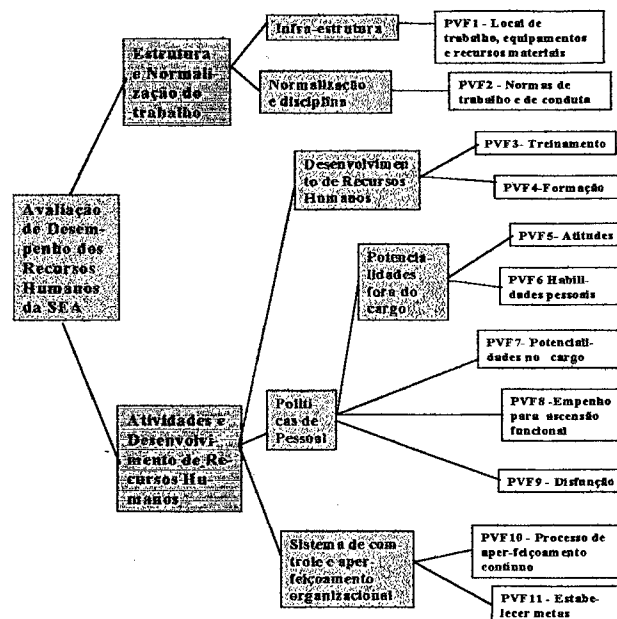 Infra-estrutura
PVF1 - Local de
trabalho, equipamentos
e recursos materiais
Estrutura
e Normali-
zação do
trabalho
Normalização
e disciplina
PVF2 - Normas de
trabalho e de conduta
Desenvolvimen
to de Recursos
Humanos
PVF3- Treinamento
PVF4-Formação
Avaliação
de Desem-
penho dos
Recursos
Humanos
da SEA
Potencia
lidades
fora do
cargo
PVF5- Atitudes
PVF6 Habili-
dades pessoais
PVF7- Potenciali-
dades no cargo
Políti
cas de
Pessoal
PVF8 -Empenho
para ascensão
funcional
PVF9 - Disfunção
Atividades e
Desenvolvi-
mento de Re-
cursos Hu-
manos
Sistema de con
trole e aper-
feiçoamento
organizacional
PVF10 - Processo de
aper-feiçoamento
contínuo
PVF11 - Estabe-
lecer metas